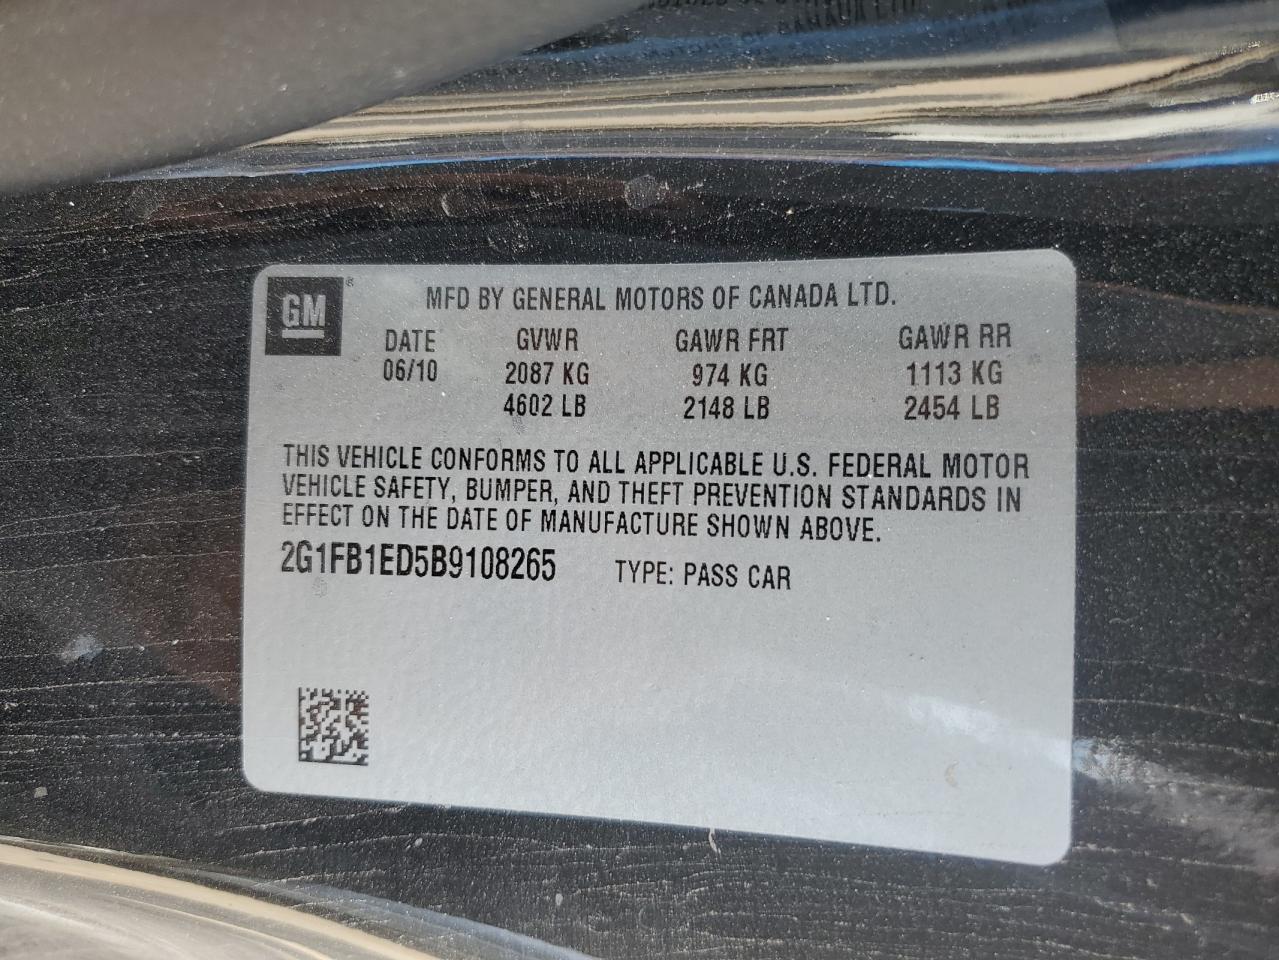 GM ®
MFD BY GENERAL MOTORS OF CANADA LTD.
DATE GVWR GAWR FRT GAWR RR
06/10 2087 KG 974 KG 1113 KG
4602 LB 2148 LB 2454 LB
THIS VEHICLE CONFORMS TO ALL APPLICABLE U.S. FEDERAL MOTOR
VEHICLE SAFETY, BUMPER, AND THEFT PREVENTION STANDARDS IN
EFFECT ON THE DATE OF MANUFACTURE SHOWN ABOVE.
2G1FB1ED5B9108265 TYPE: PASS CAR